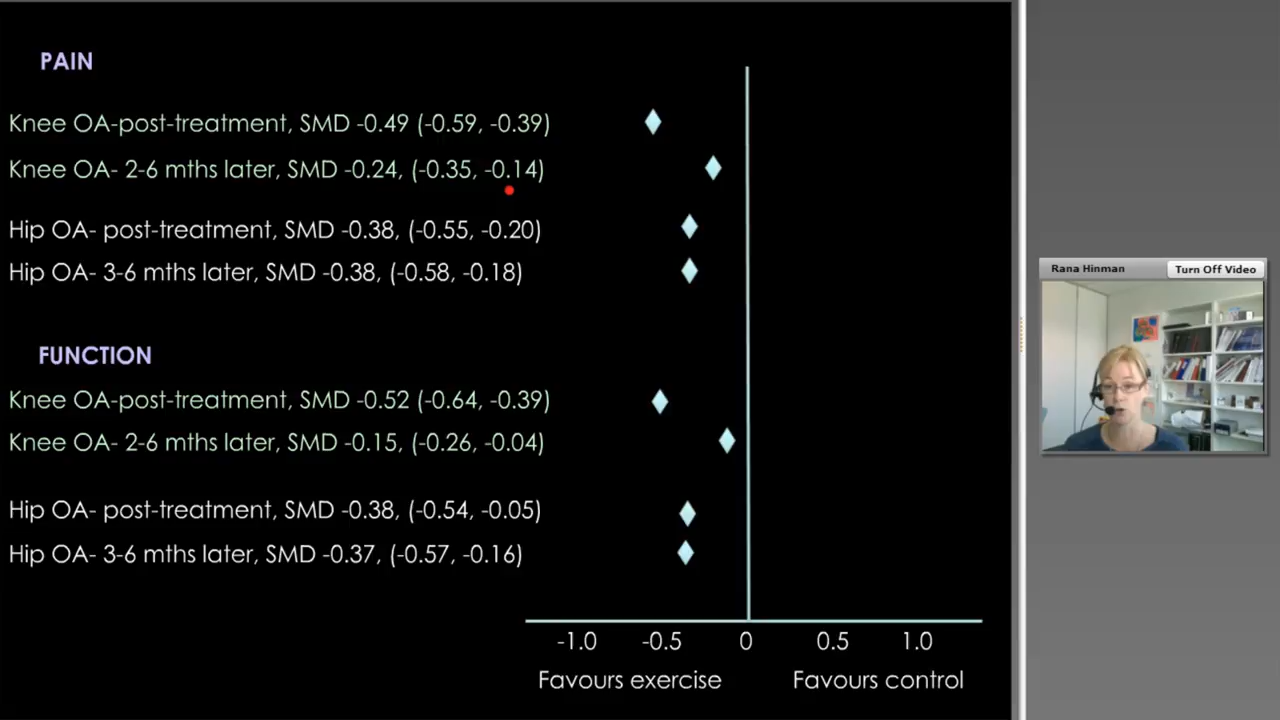 PAIN
Knee OA-post-treatment, SMD -0.49 (-0.59, -0.39)
Knee OA- 2-6 mths later, SMD -0.24, (-0.35, -0.14)
Hip OA- post-treatment, SMD -0.38, (-0.55, -0.20)
Hip OA- 3-6 mths later, SMD -0.38, (-0.58, -0.18)
FUNCTION
Knee OA-post-treatment, SMD -0.52 (-0.64, -0.39)
Knee OA- 2-6 mths later, SMD -0.15, (-0.26, -0.04)
Hip OA- post-treatment, SMD -0.38, (-0.54, -0.05)
Hip OA- 3-6 mths later, SMD -0.37, (-0.57, -0.16)
-1.0 -0.5 0 0.5 1.0
Favours exercise Favours control
Rana Hinman Turn Off Video